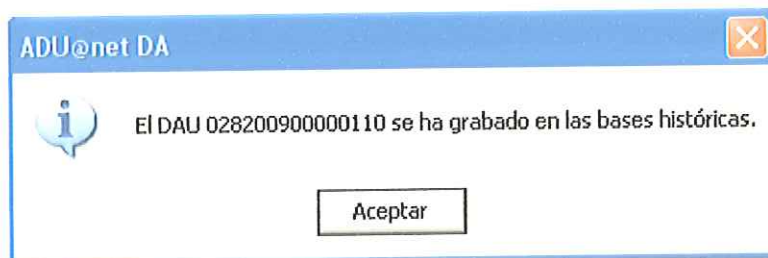 ADU@net DA
El DAU 028200900000110 se ha grabado en las bases históricas.
Aceptar